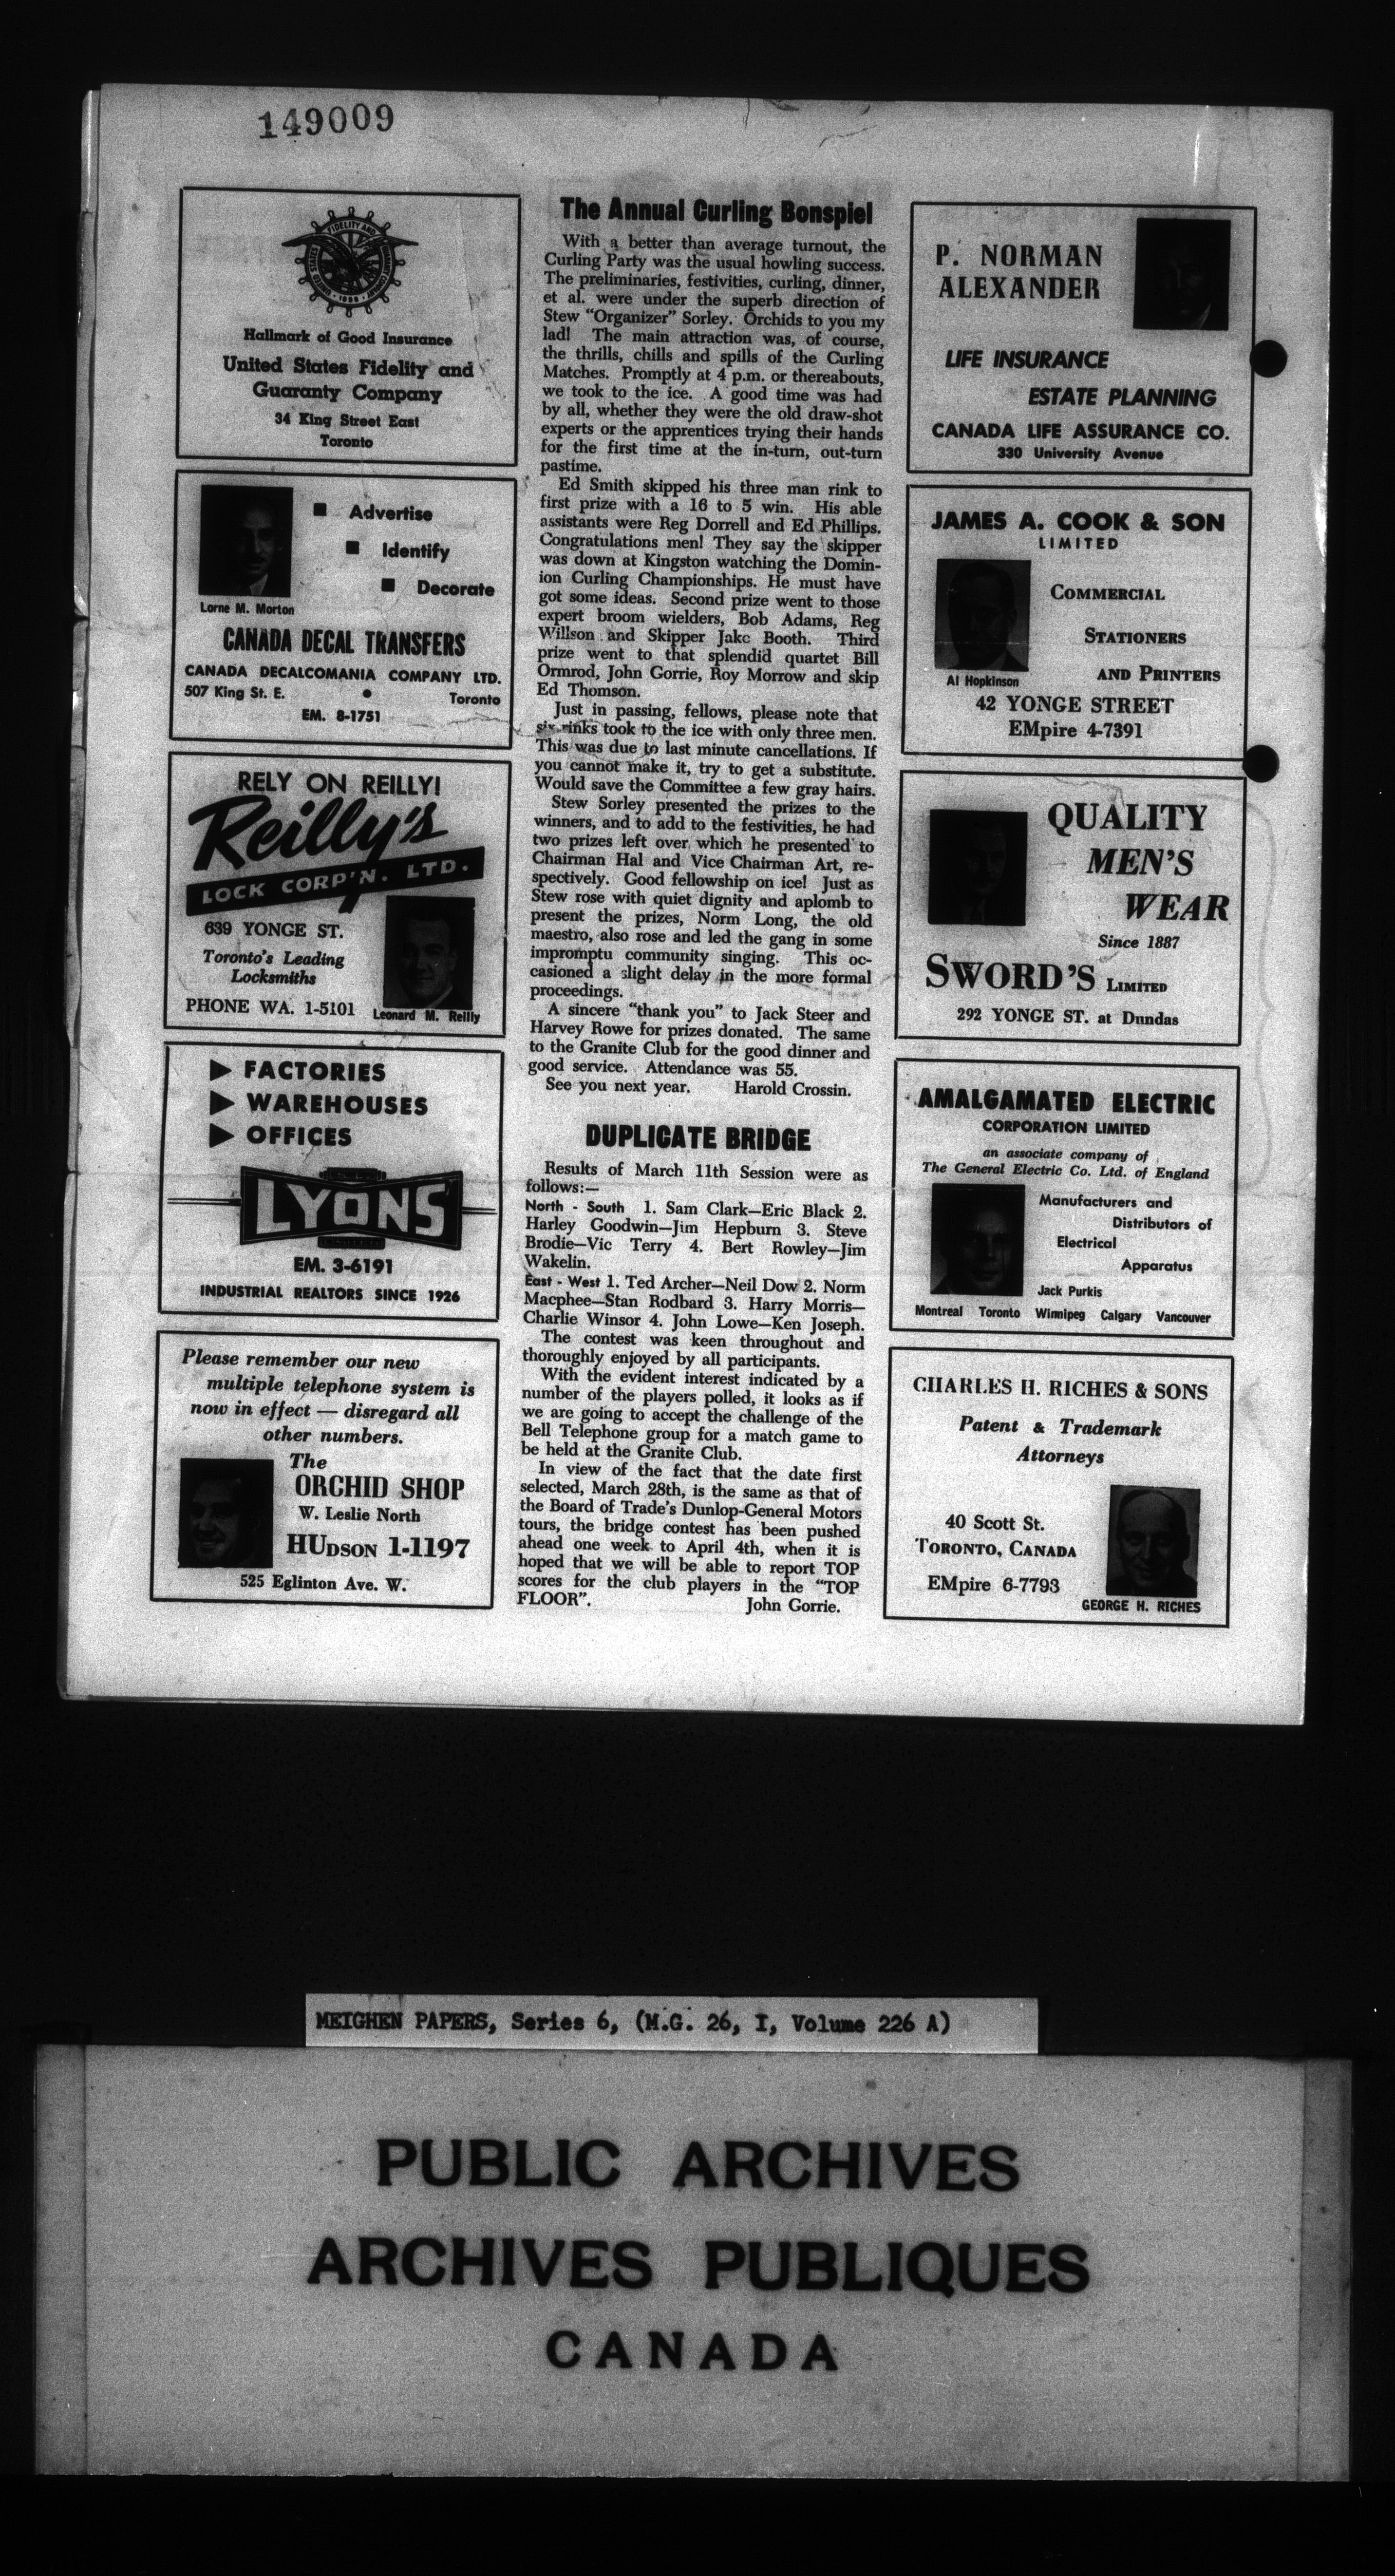 149009
FIDELITY AND
GUARANTY COMPANY
UNITED STATES
1896
Hallmark of Good Insurance
United States Fidelity and
Guaranty Company
34 King Street East
Toronto
Advertise
Identify
Decorate
Lorne M. Morton
CANADA DECAL TRANSFERS
CANADA DECALCOMANIA COMPANY LTD.
507 King St. E. • Toronto
EM. 8-1751
RELY ON REILLY!
Reilly's
LOCK CORP'N. LTD.
639 YONGE ST.
Toronto's Leading
Locksmiths
PHONE WA. 1-5101
Leonard M. Reilly
FACTORIES
WAREHOUSES
OFFICES
LYONS
EM. 3-6191
INDUSTRIAL REALTORS SINCE 1926
Please remember our new
multiple telephone system is
now in effect — disregard all
other numbers.
The
ORCHID SHOP
W. Leslie North
HUDSON 1-1197
525 Eglinton Ave. W.
The Annual Curling Bonspiel
With a better than average turnout, the
Curling Party was the usual howling success.
The preliminaries, festivities, curling, dinner,
et al. were under the superb direction of
Stew "Organizer" Sorley. Orchids to you my
lad! The main attraction was, of course,
the thrills, chills and spills of the Curling
Matches. Promptly at 4 p.m. or thereabouts,
we took to the ice. A good time was had
by all, whether they were the old draw-shot
experts or the apprentices trying their hands
for the first time at the in-turn, out-turn
pastime.
Ed Smith skipped his three man rink to
first prize with a 16 to 5 win. His able
assistants were Reg Dorrell and Ed Phillips.
Congratulations men! They say the skipper
was down at Kingston watching the Domin-
ion Curling Championships. He must have
got some ideas. Second prize went to those
expert broom wielders, Bob Adams, Reg
Willson and Skipper Jake Booth. Third
prize went to that splendid quartet Bill
Ormrod, John Gorrie, Roy Morrow and skip
Ed Thomson.
Just in passing, fellows, please note that
six rinks took to the ice with only three men.
This was due to last minute cancellations. If
you cannot make it, try to get a substitute.
Would save the Committee a few gray hairs.
Stew Sorley presented the prizes to the
winners, and to add to the festivities, he had
two prizes left over which he presented to
Chairman Hal and Vice Chairman Art, re-
spectively. Good fellowship on ice! Just as
Stew rose with quiet dignity and aplomb to
present the prizes, Norm Long, the old
maestro, also rose and led the gang in some
impromptu community singing. This oc-
casioned a slight delay in the more formal
proceedings.
A sincere "thank you" to Jack Steer and
Harvey Rowe for prizes donated. The same
to the Granite Club for the good dinner and
good service. Attendance was 55.
See you next year. Harold Crossin.
DUPLICATE BRIDGE
Results of March 11th Session were as
follows:—
North - South 1. Sam Clark—Eric Black 2.
Harley Goodwin—Jim Hepburn 3. Steve
Brodie—Vic Terry 4. Bert Rowley—Jim
Wakelin.
East - West 1. Ted Archer—Neil Dow 2. Norm
Macphee—Stan Rodbard 3. Harry Morris—
Charlie Winsor 4. John Lowe—Ken Joseph.
The contest was keen throughout and
thoroughly enjoyed by all participants.
With the evident interest indicated by a
number of the players polled, it looks as if
we are going to accept the challenge of the
Bell Telephone group for a match game to
be held at the Granite Club.
In view of the fact that the date first
selected, March 28th, is the same as that of
the Board of Trade's Dunlop-General Motors
tours, the bridge contest has been pushed
ahead one week to April 4th, when it is
hoped that we will be able to report TOP
scores for the club players in the "TOP
FLOOR". John Gorrie.
P. NORMAN
ALEXANDER
LIFE INSURANCE
ESTATE PLANNING
CANADA LIFE ASSURANCE CO.
330 University Avenue
JAMES A. COOK & SON
LIMITED
COMMERCIAL
STATIONERS
AND PRINTERS
Al Hopkinson
42 YONGE STREET
EMpire 4-7391
QUALITY
MEN'S
WEAR
Since 1887
SWORD'S LIMITED
292 YONGE ST. at Dundas
AMALGAMATED ELECTRIC
CORPORATION LIMITED
an associate company of
The General Electric Co. Ltd. of England
Manufacturers and
Distributors of
Electrical
Apparatus
Jack Purkis
Montreal Toronto Winnipeg Calgary Vancouver
CHARLES H. RICHES & SONS
Patent & Trademark
Attorneys
40 Scott St.
TORONTO, CANADA
EMpire 6-7793
GEORGE H. RICHES
MEIGHEN PAPERS, Series 6, (M.G. 26, I, Volume 226 A)
PUBLIC ARCHIVES
ARCHIVES PUBLIQUES
CANADA